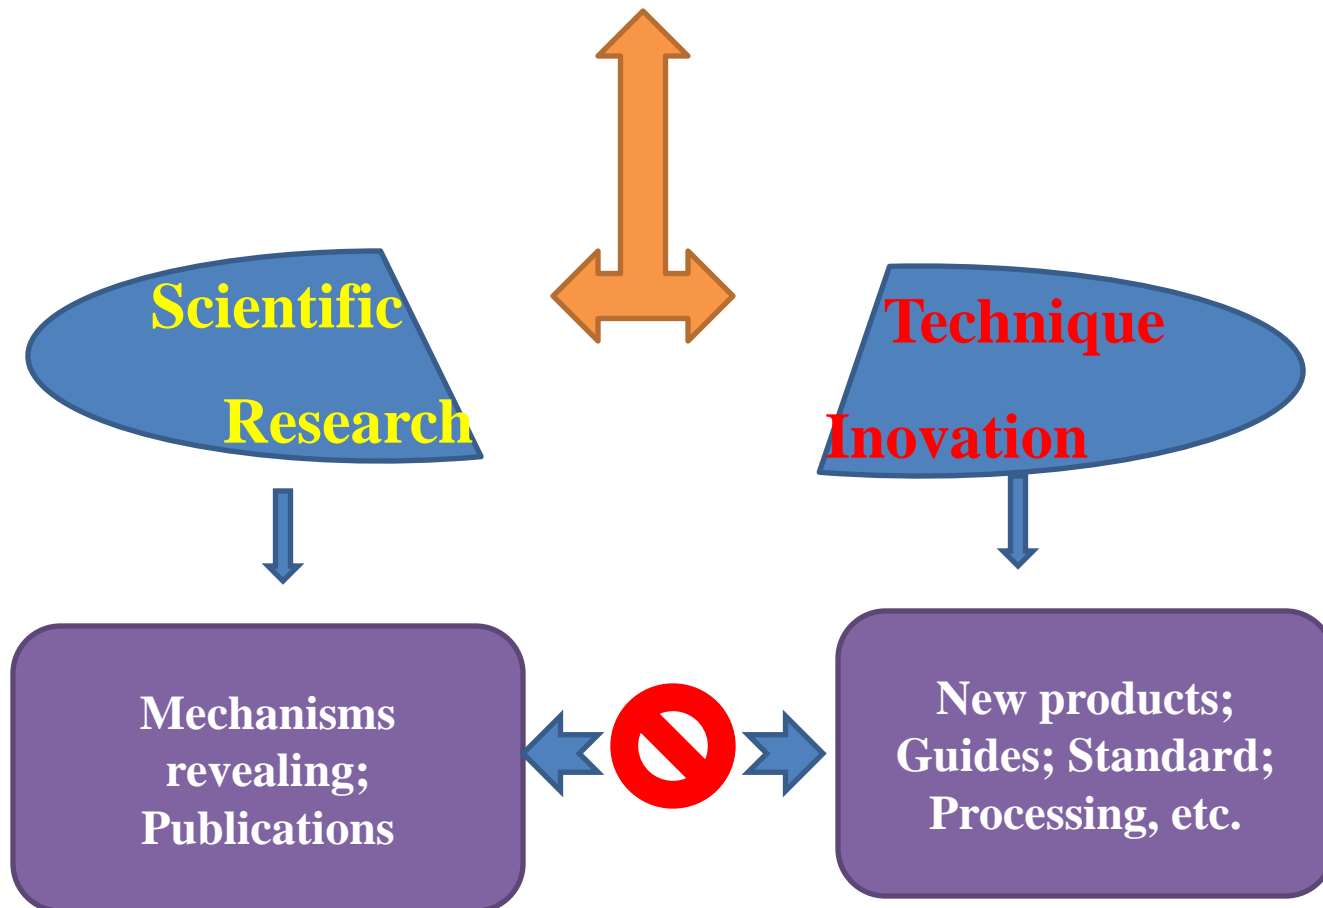 Scientific
Research
Technique
Inovation
Mechanisms
revealing;
Publications
New products;
Guides; Standard;
Processing, etc.